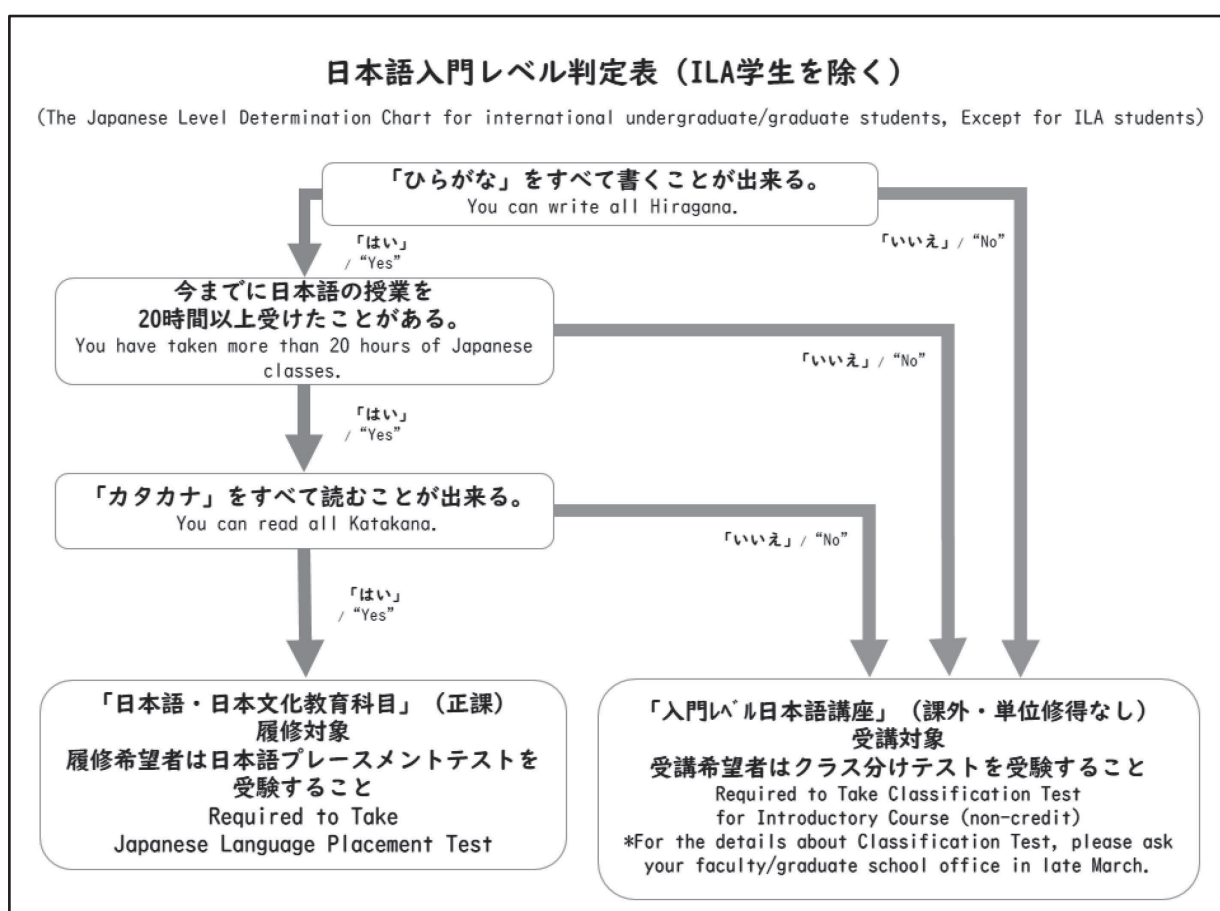 日本語入門レベル判定表（ILA学生を除く）
(The Japanese Level Determination Chart for international undergraduate/graduate students, Except for ILA students)
「ひらがな」をすべて書くことが出来る。
You can write all Hiragana.
「はい」
/ “Yes”
「いいえ」/ “No”
今までに日本語の授業を
20時間以上受けたことがある。
You have taken more than 20 hours of Japanese
classes.
「いいえ」/ “No”
「はい」
/ “Yes”
「カタカナ」をすべて読むことが出来る。
You can read all Katakana.
「いいえ」/ “No”
「はい」
/ “Yes”
「日本語・日本文化教育科目」（正課）
履修対象
履修希望者は日本語プレースメントテストを
受験すること
Required to Take
Japanese Language Placement Test
「入門ﾚﾍﾞﾙ日本語講座」（課外・単位修得なし）
受講対象
受講希望者はクラス分けテストを受験すること
Required to Take Classification Test
for Introductory Course (non-credit)
*For the details about Classification Test, please ask
your faculty/graduate school office in late March.